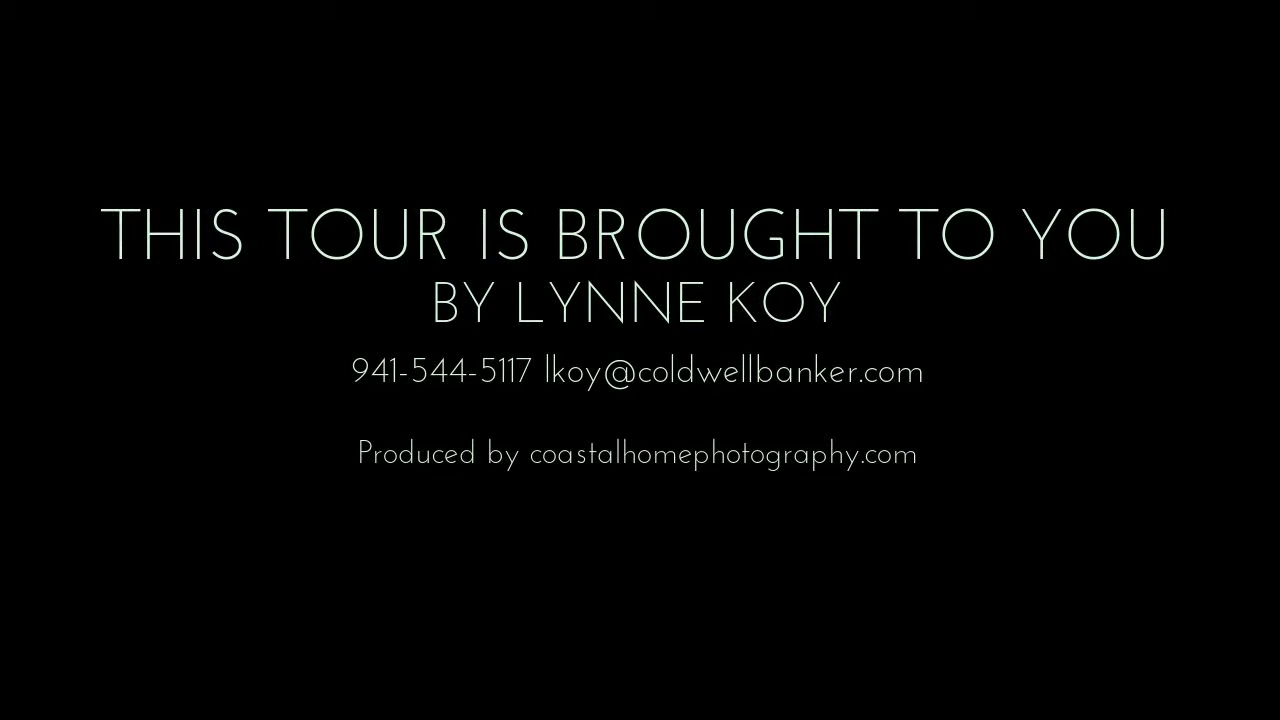 THIS TOUR IS BROUGHT TO YOU
BY LYNNE KOY
941-544-5117 lkoy@coldwellbanker.com
Produced by coastalhomephotography.com